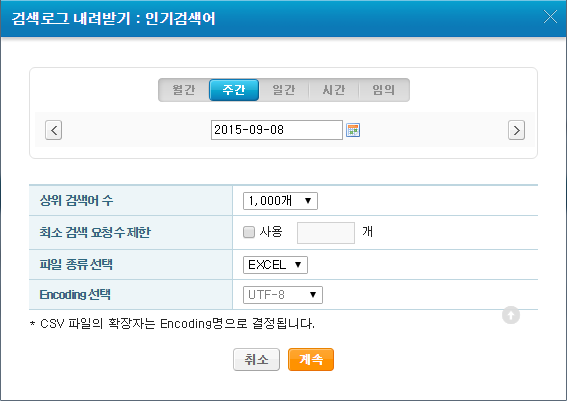 검색로그 내려받기 : 인기검색어
월간 주간 일간 시간 임의
2015-09-08
상위 검색어 수 1,000개
최소 검색 요청수 제한 사용 개
파일 종류 선택 EXCEL
Encoding 선택 UTF-8
* CSV 파일의 확장자는 Encoding명으로 결정됩니다.
취소 계속